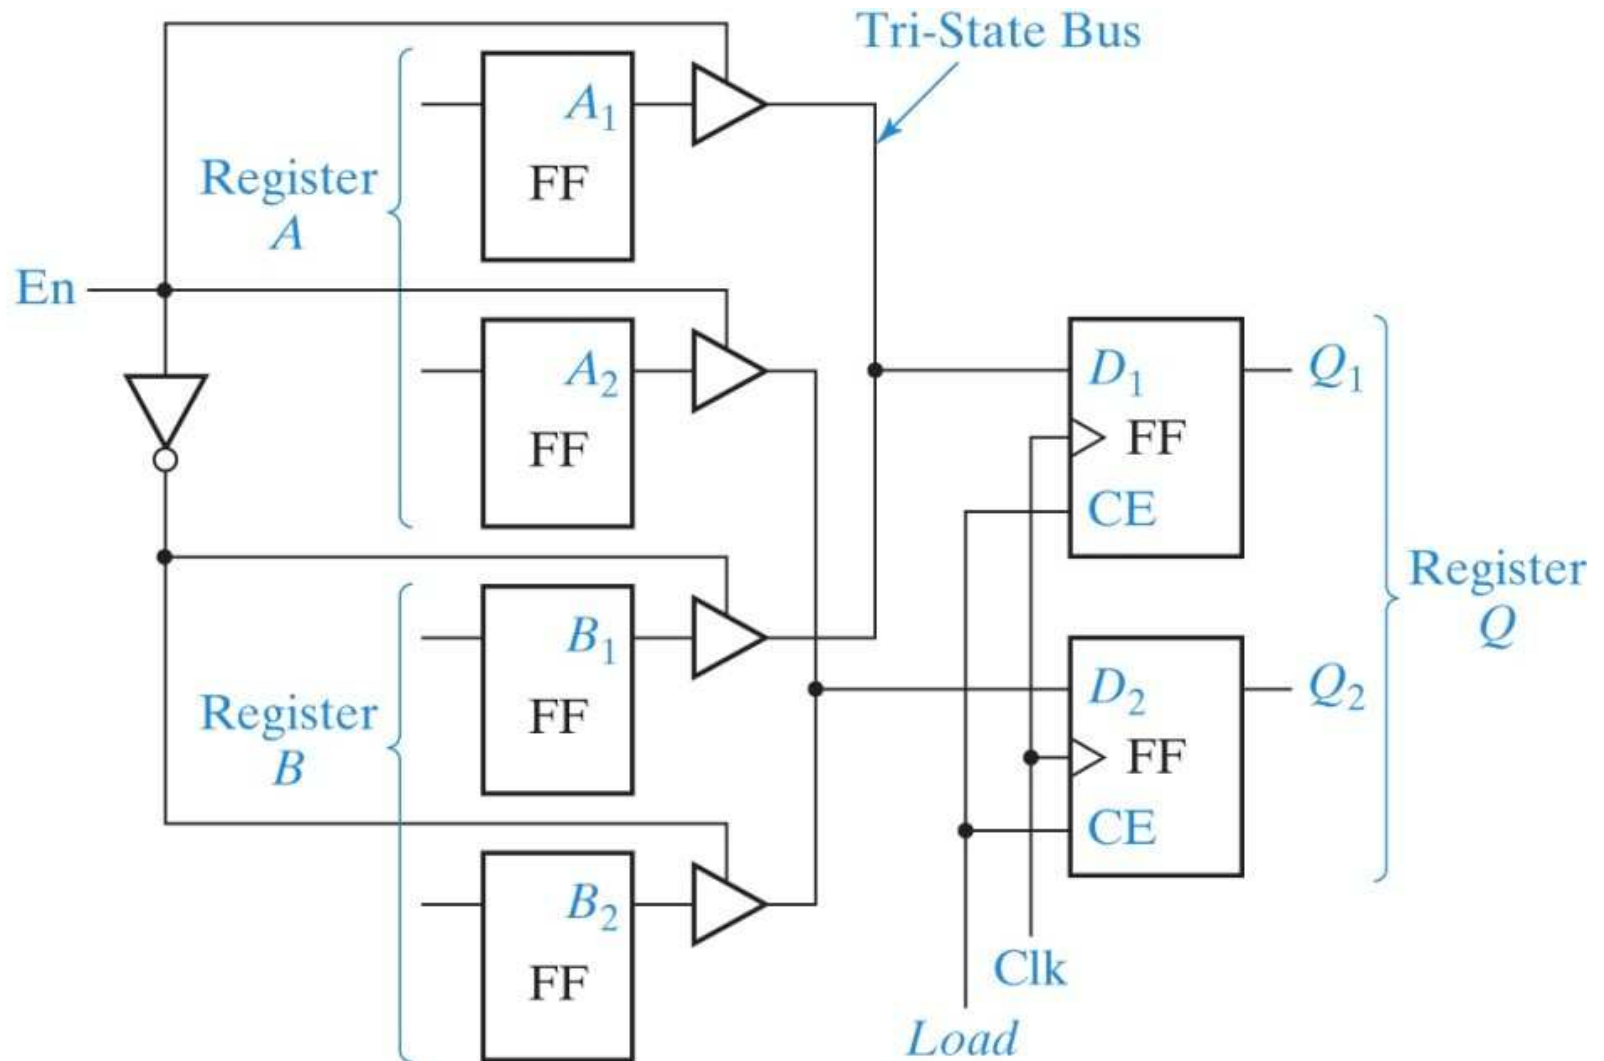 Tri-State Bus
A₁
FF
Register
A
En
A₂
FF
D₁
FF
CE
Q₁
Register
Q
B₁
FF
Register
B
D₂
FF
CE
Q₂
B₂
FF
Clk
Load